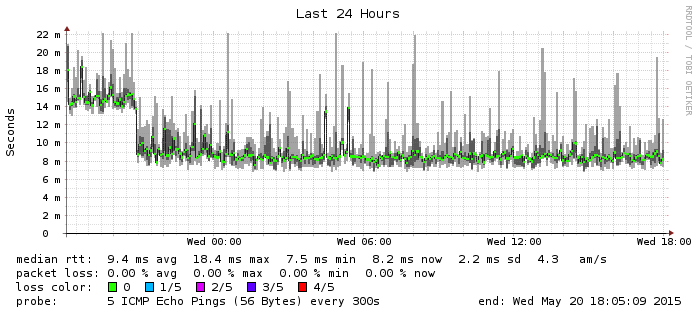 Last 24 Hours
RRDTOOL / TOBI OETIKER
Seconds
22 m
20 m
18 m
16 m
14 m
12 m
10 m
8 m
6 m
4 m
2 m
0
Wed 00:00 Wed 06:00 Wed 12:00 Wed 18:00
median rtt: 9.4 ms avg 18.4 ms max 7.5 ms min 8.2 ms now 2.2 ms sd 4.3 am/s
packet loss: 0.00 % avg 0.00 % max 0.00 % min 0.00 % now
loss color: 0 1/5 2/5 3/5 4/5
probe: 5 ICMP Echo Pings (56 Bytes) every 300s end: Wed May 20 18:05:09 2015